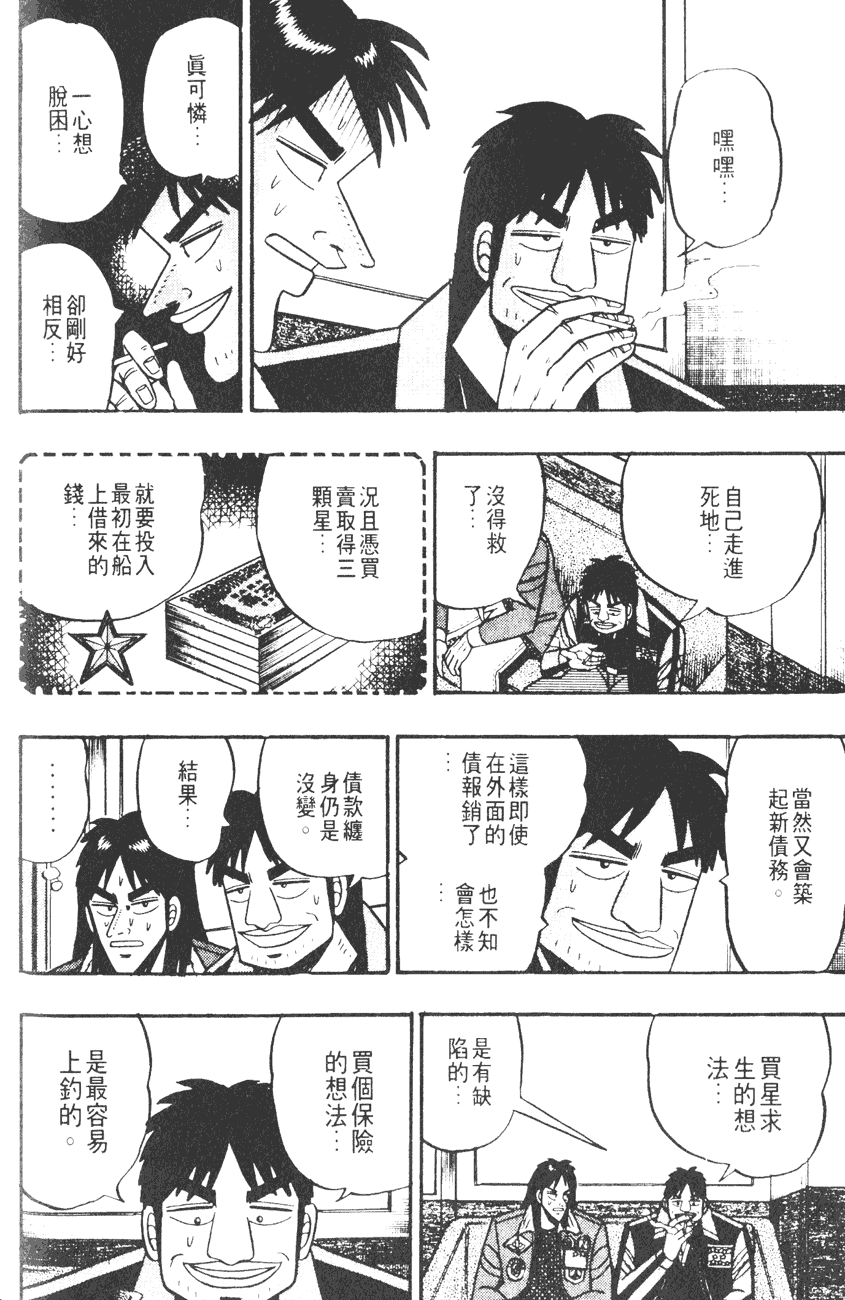 嘿嘿…
眞可憐…
一心想
脫困…
卻剛好
相反…
自己走進
死地…
沒得救
了…
況且憑買
賣取得三
顆星…
就要投入
最初在船
上借來的
錢…
當然又會築
起新債務。
這樣即使
在外面的
債報銷了
…
也不知
會怎樣
…
債款纏
身仍是
沒變。
結果…
……
買星求
生的想
法…
是有缺
陷的…
買個保險
的想法…
是最容易
上釣的。